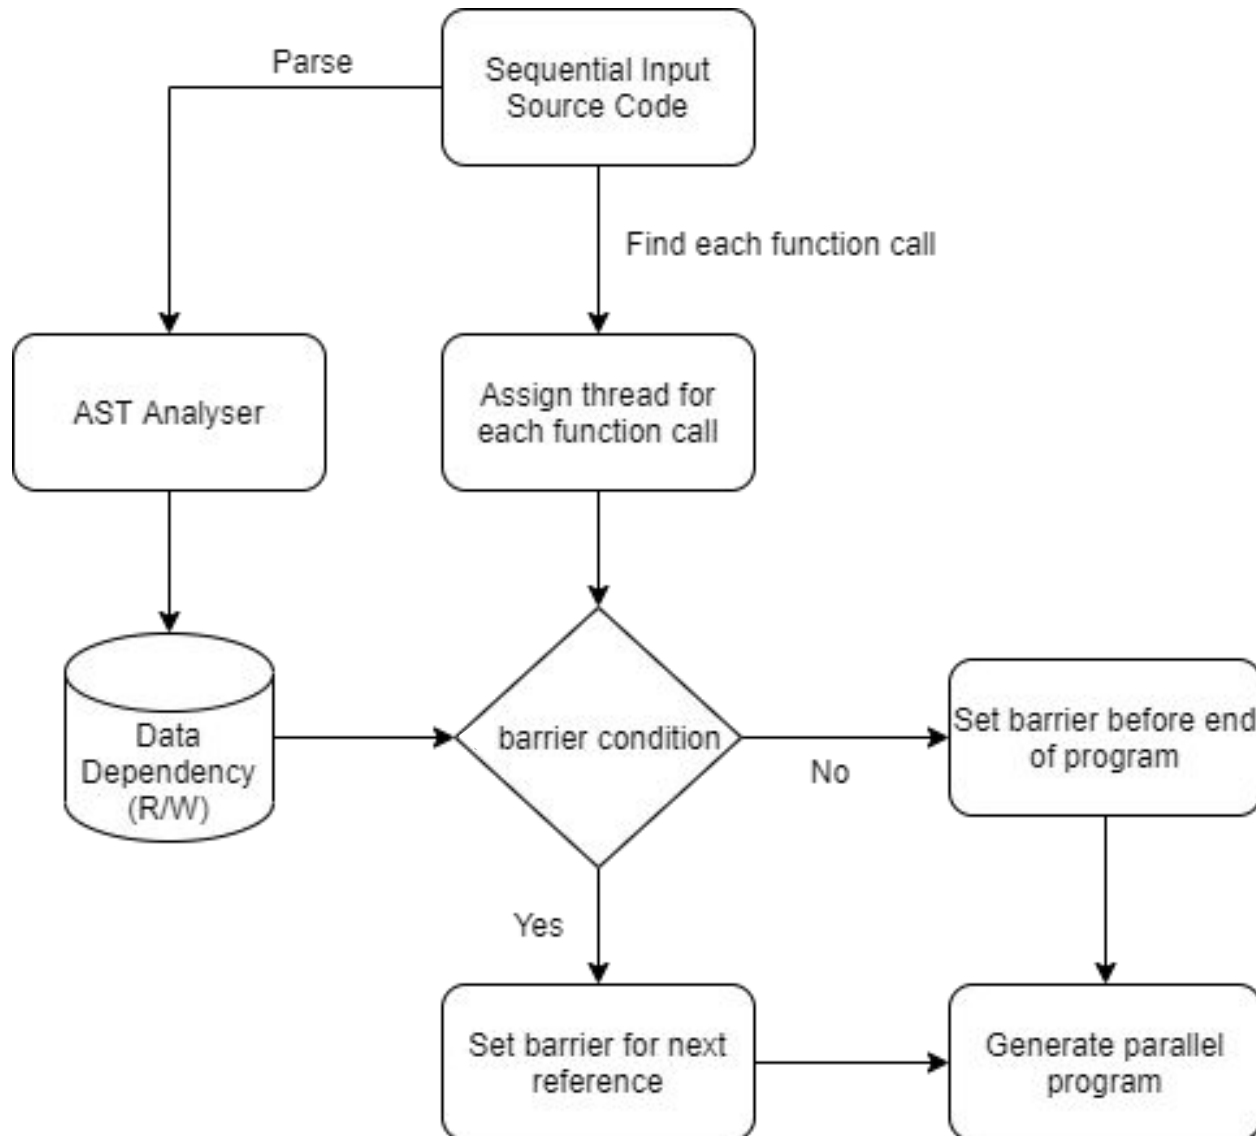 Parse
Sequential Input
Source Code
Find each function call
AST Analyser
Assign thread for
each function call
Data
Dependency
(R/W)
barrier condition
No
Set barrier before end
of program
Yes
Set barrier for next
reference
Generate parallel
program